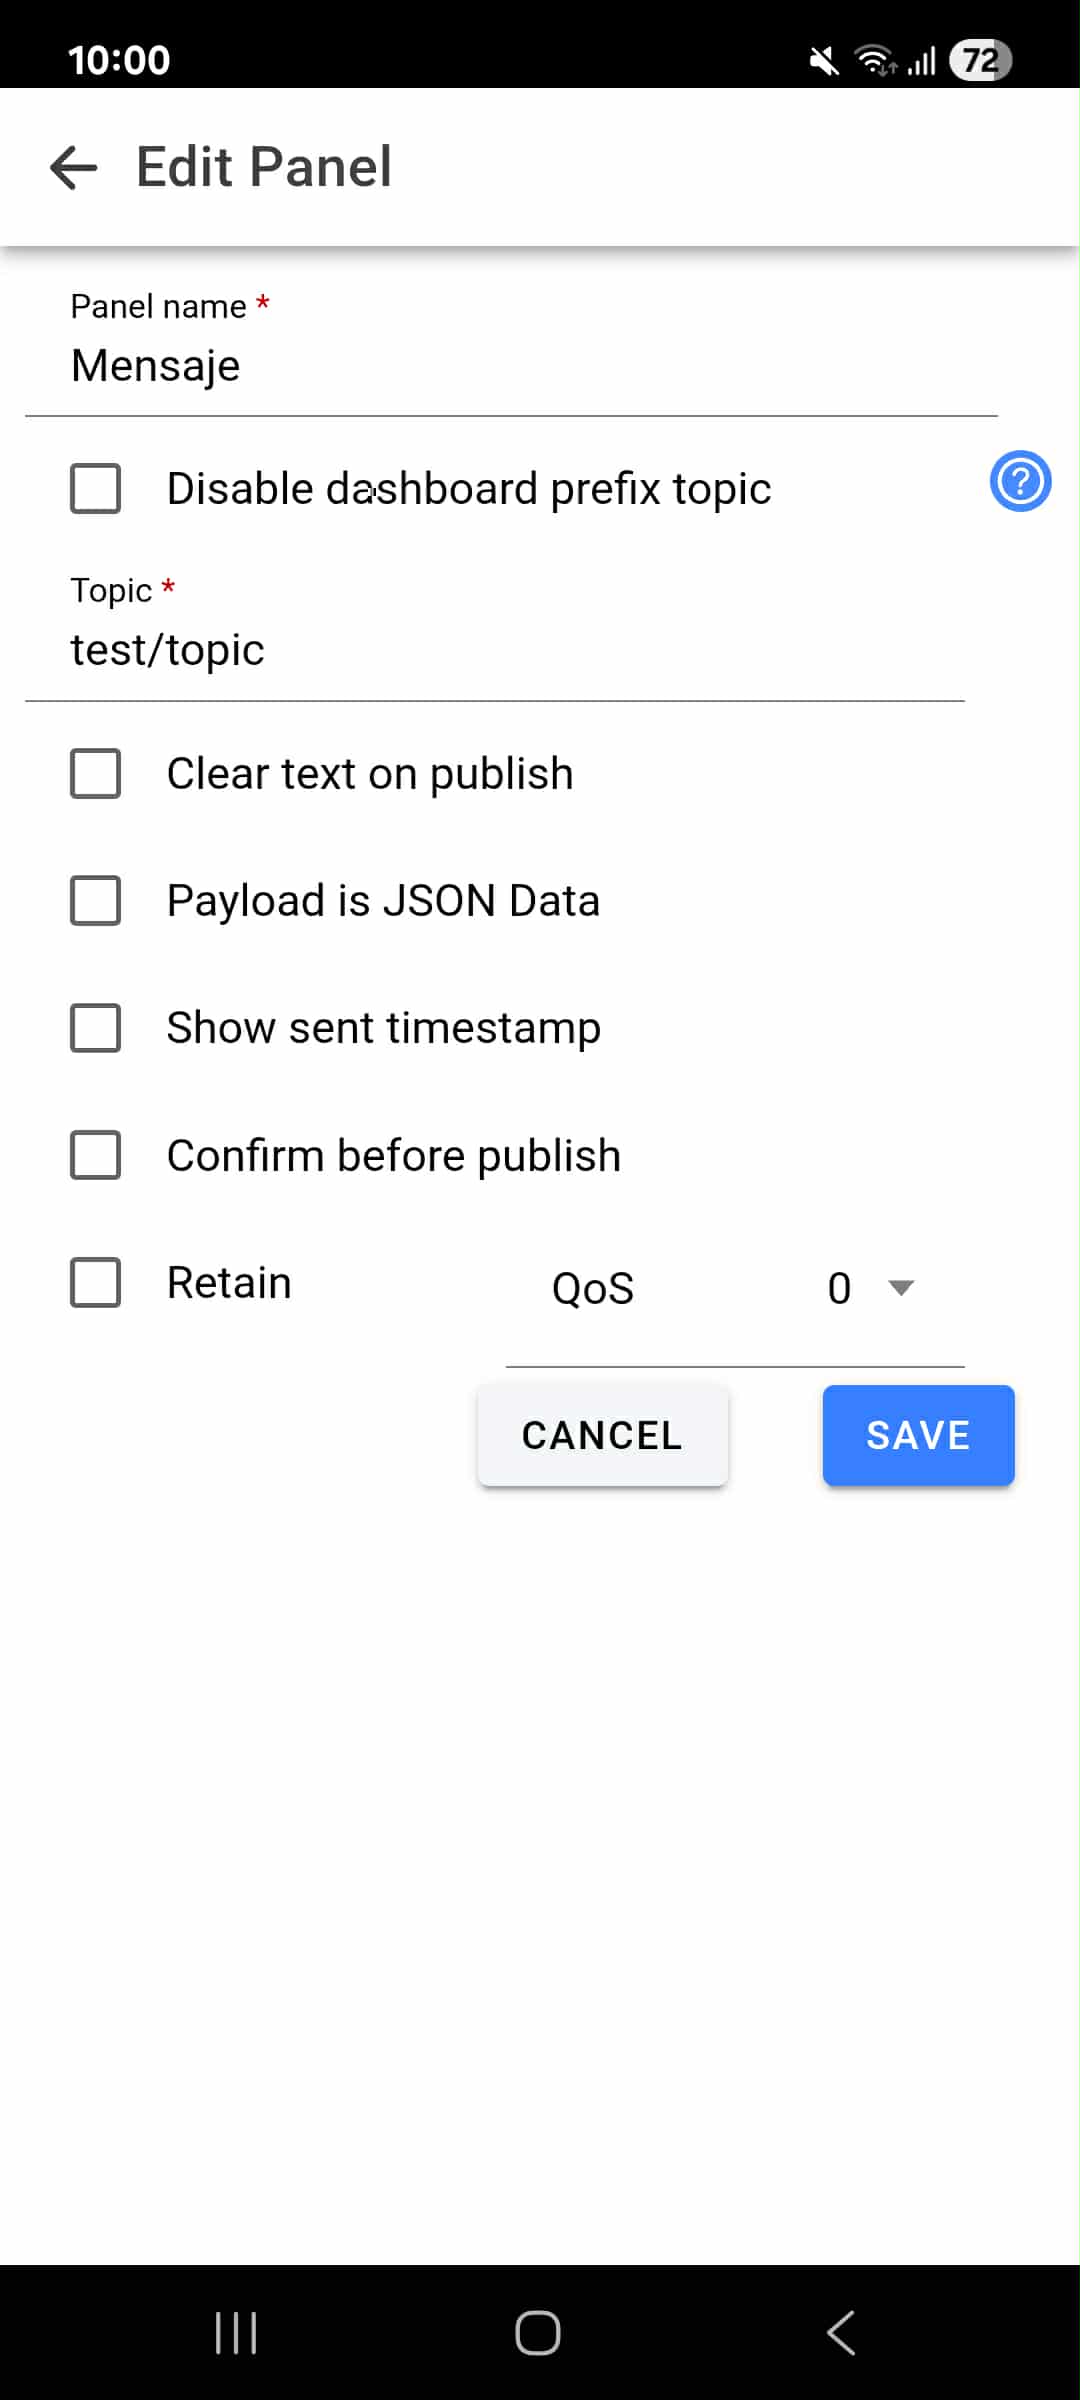 10:00
72
Edit Panel
Panel name *
Mensaje
Disable dashboard prefix topic
Topic *
test/topic
Clear text on publish
Payload is JSON Data
Show sent timestamp
Confirm before publish
Retain QoS 0
CANCEL SAVE